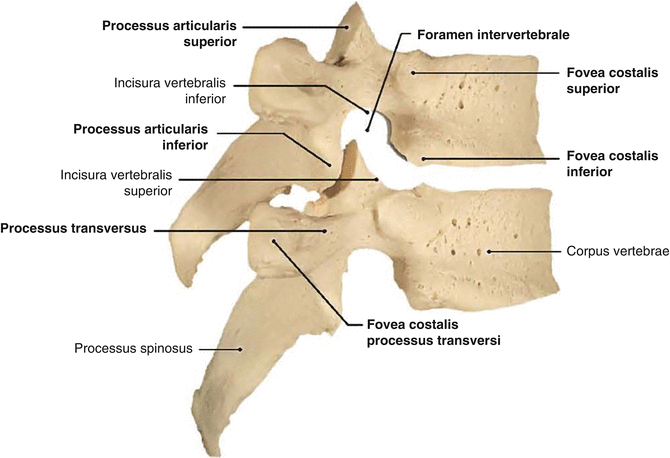 Processus articularis
superior
Foramen intervertebrale
Fovea costalis
superior
Incisura vertebralis
inferior
Processus articularis
inferior
Fovea costalis
inferior
Incisura vertebralis
superior
Processus transversus
Corpus vertebrae
Fovea costalis
processus transversi
Processus spinosus